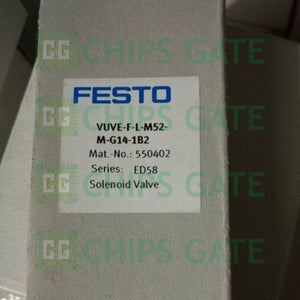 CHIPS GATE
FESTO
VUVE-F-L-M52-
M-G14-1B2
Mat.-No.: 550402
Series: ED58
Solenoid Valve
CHIPS GATE